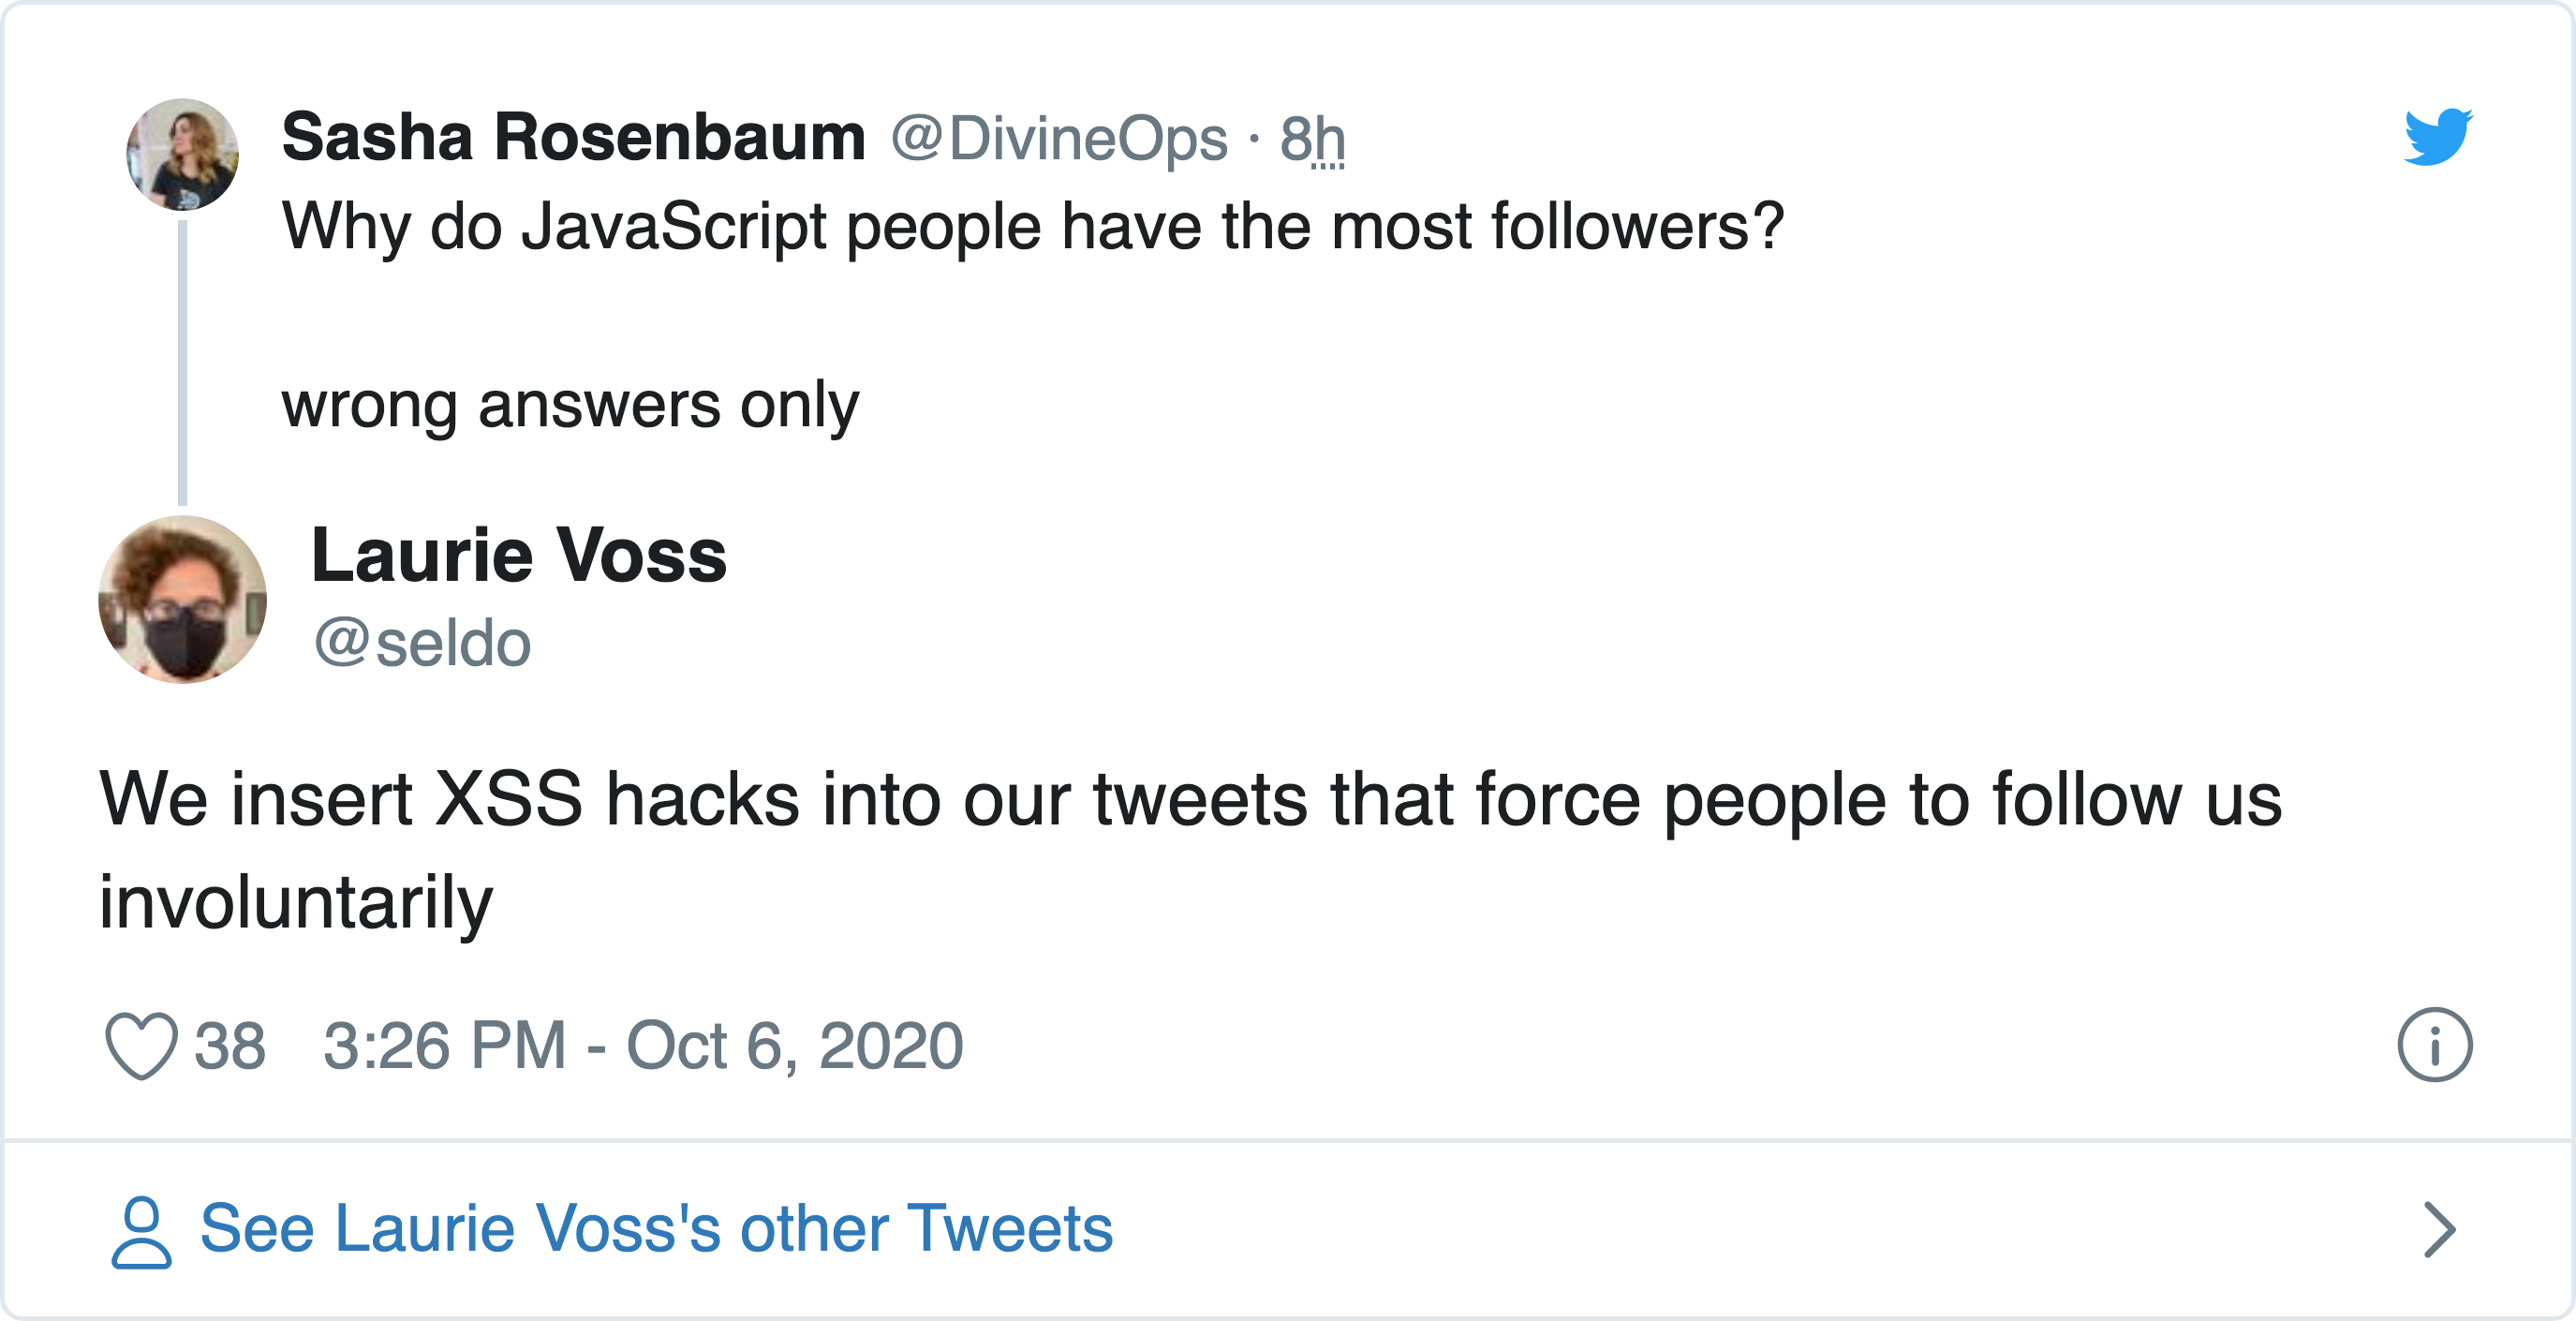 Sasha Rosenbaum @DivineOps · 8h
Why do JavaScript people have the most followers?
wrong answers only
Laurie Voss
@seldo
We insert XSS hacks into our tweets that force people to follow us
involuntarily
38 3:26 PM - Oct 6, 2020
See Laurie Voss's other Tweets